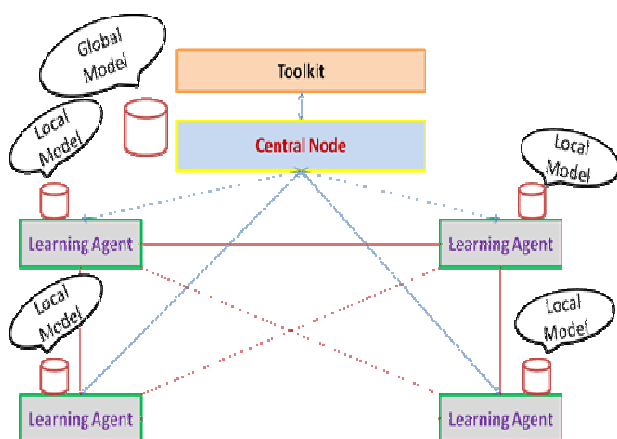 Global
Model
Toolkit
Local
Model
Central Node
Local
Model
Learning Agent
Learning Agent
Local
Model
Local
Model
Learning Agent
Learning Agent